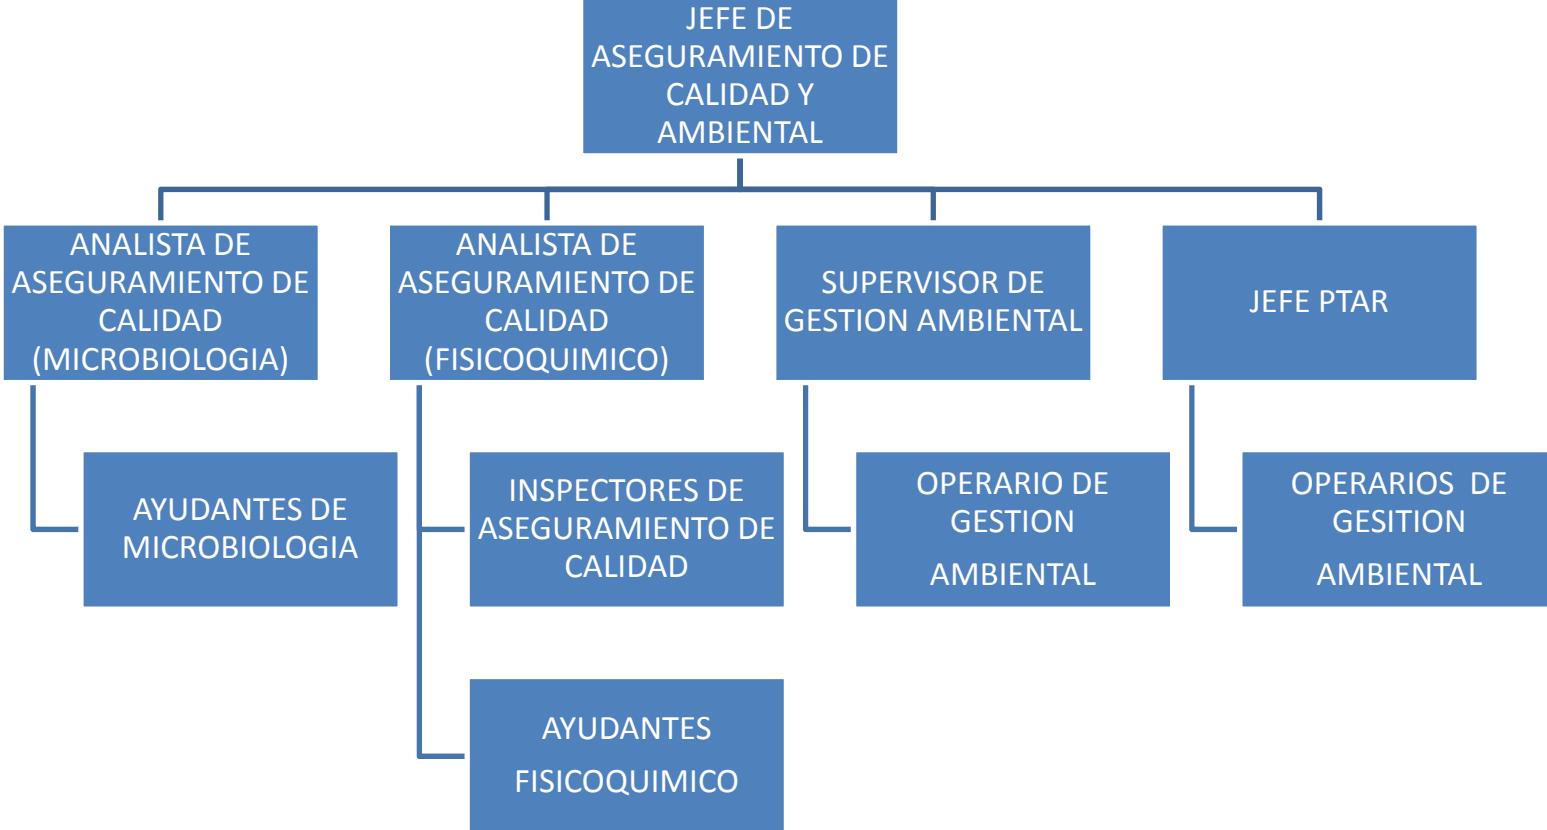 JEFE DE
ASEGURAMIENTO DE
CALIDAD Y
AMBIENTAL
ANALISTA DE
ASEGURAMIENTO DE
CALIDAD
(MICROBIOLOGIA)
ANALISTA DE
ASEGURAMIENTO DE
CALIDAD
(FISICOQUIMICO)
SUPERVISOR DE
GESTION AMBIENTAL
JEFE PTAR
AYUDANTES DE
MICROBIOLOGIA
INSPECTORES DE
ASEGURAMIENTO DE
CALIDAD
OPERARIO DE
GESTION
AMBIENTAL
OPERARIOS  DE
GESITION
AMBIENTAL
AYUDANTES
FISICOQUIMICO